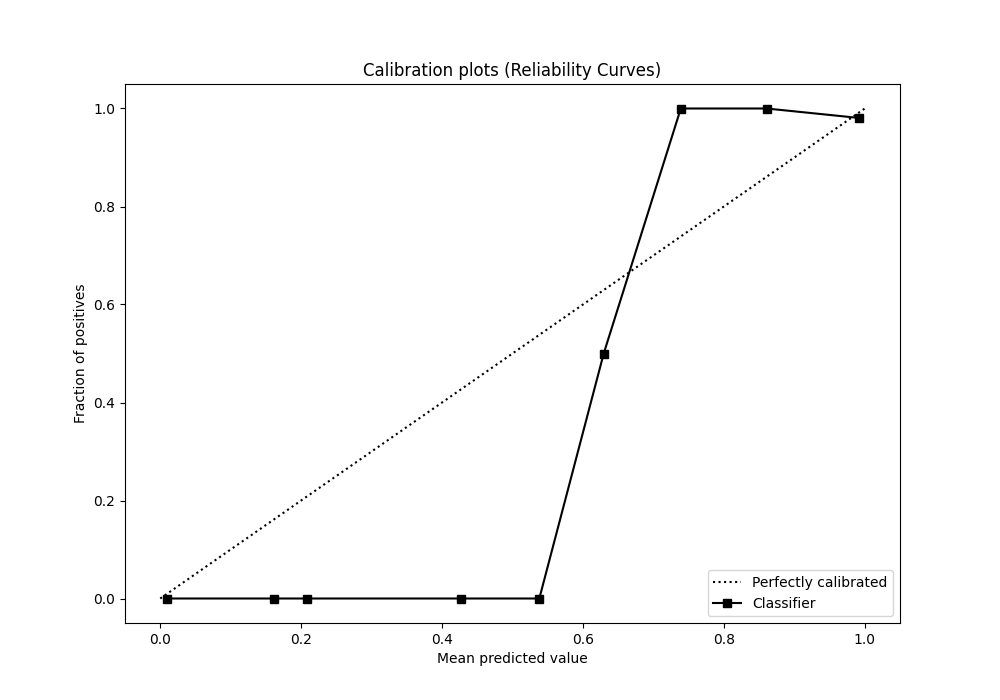 Calibration plots (Reliability Curves)
1.0
0.8
0.6
0.4
0.2
0.0
Fraction of positives
0.0 0.2 0.4 0.6 0.8 1.0
Mean predicted value
Perfectly calibrated
Classifier